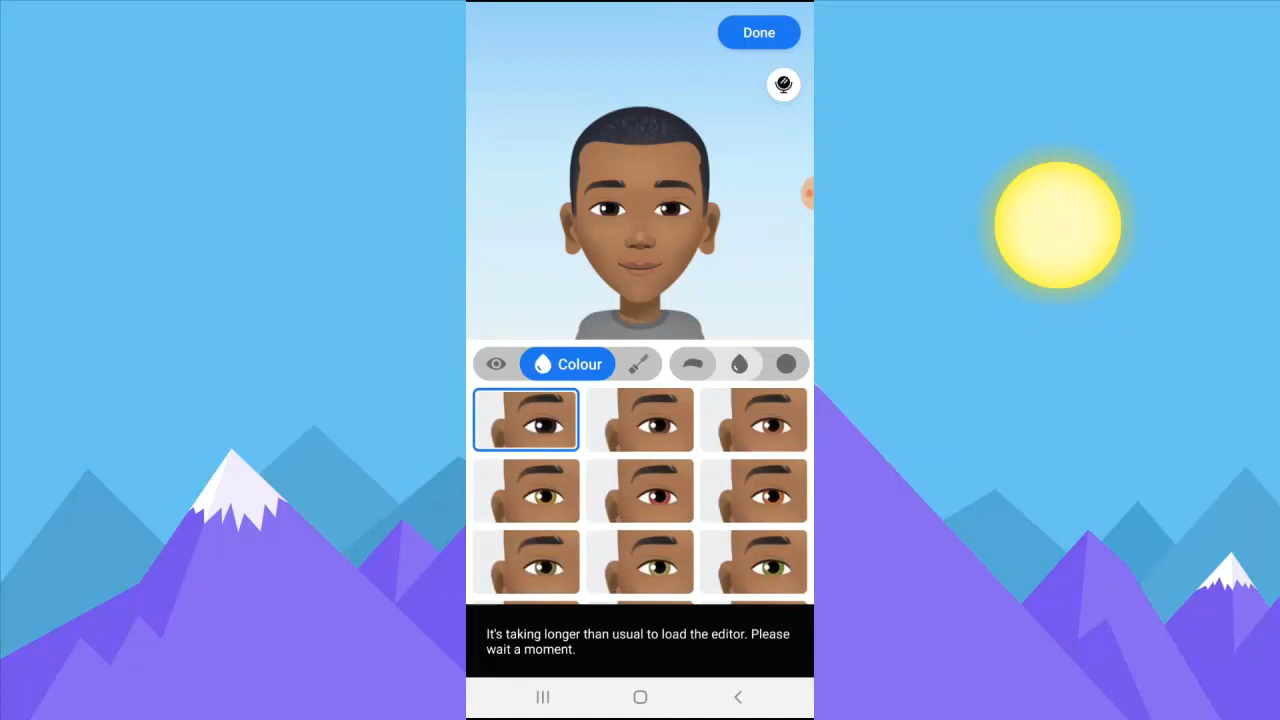 Done
Colour
It's taking longer than usual to load the editor. Please
wait a moment.